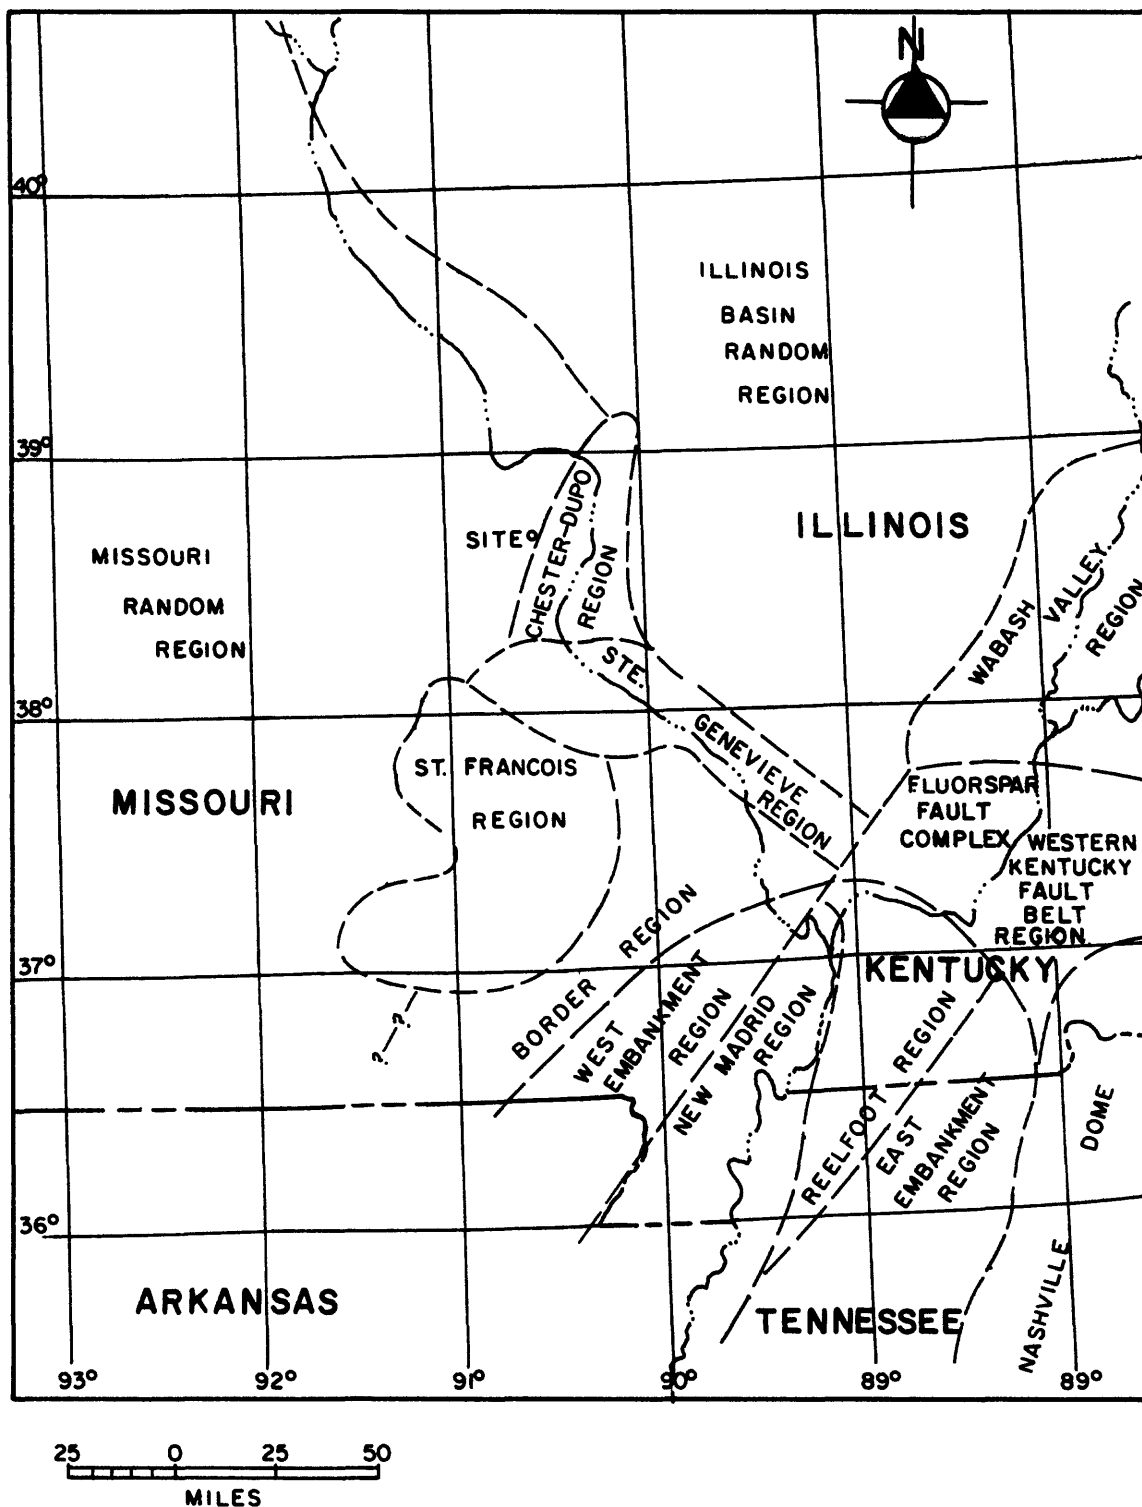 N
40°
ILLINOIS
BASIN
RANDOM
REGION
39°
CHESTER-DUPO
REGION
SITE
ILLINOIS
MISSOURI
RANDOM
REGION
WABASH VALLEY REGION
STE. GENEVIEVE
REGION
38°
ST. FRANCOIS
REGION
MISSOURI
FLUORSPAR
FAULT
COMPLEX
WESTERN
KENTUCKY
FAULT
BELT
REGION
37°
KENTUCKY
BORDER REGION
WEST
EMBANKMENT
REGION
NEW MADRID
REGION
?
?
REELFOOT REGION
EAST
EMBANKMENT
REGION
NASHVILLE DOME
36°
ARKANSAS
TENNESSEE
93° 92° 91° 90° 89° 89°
25 0 25 50
MILES